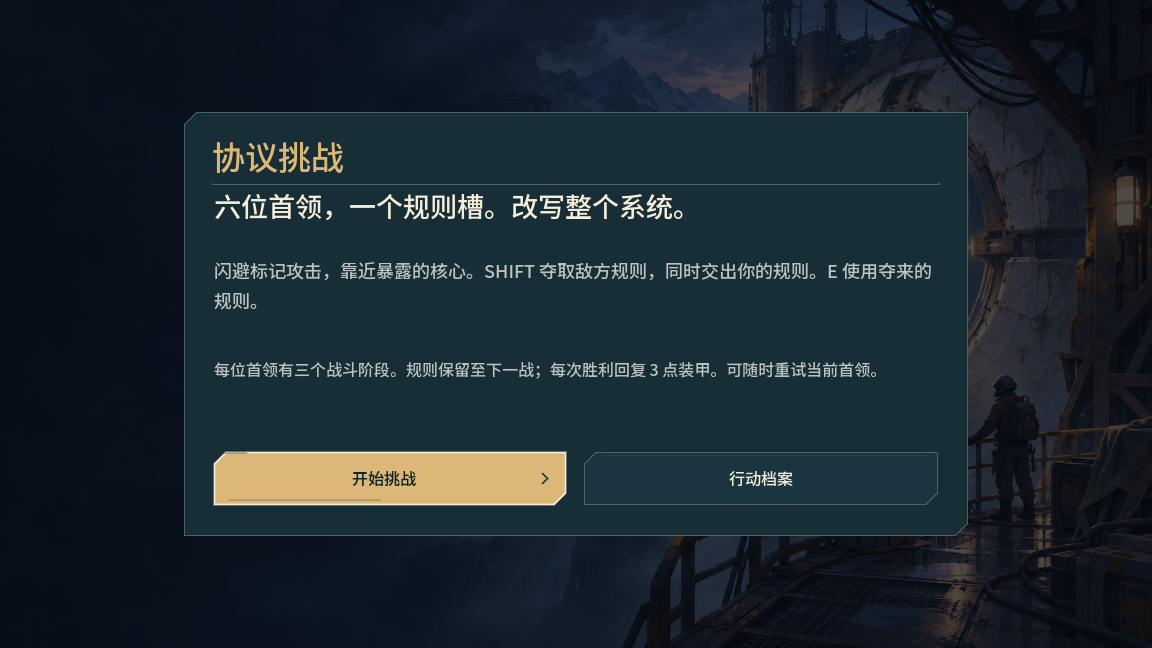 协议挑战
六位首领，一个规则槽。改写整个系统。
闪避标记攻击，靠近暴露的核心。SHIFT 夺取敌方规则，同时交出你的规则。E 使用夺来的
规则。
每位首领有三个战斗阶段。规则保留至下一战；每次胜利回复 3 点装甲。可随时重试当前首领。
开始挑战
行动档案